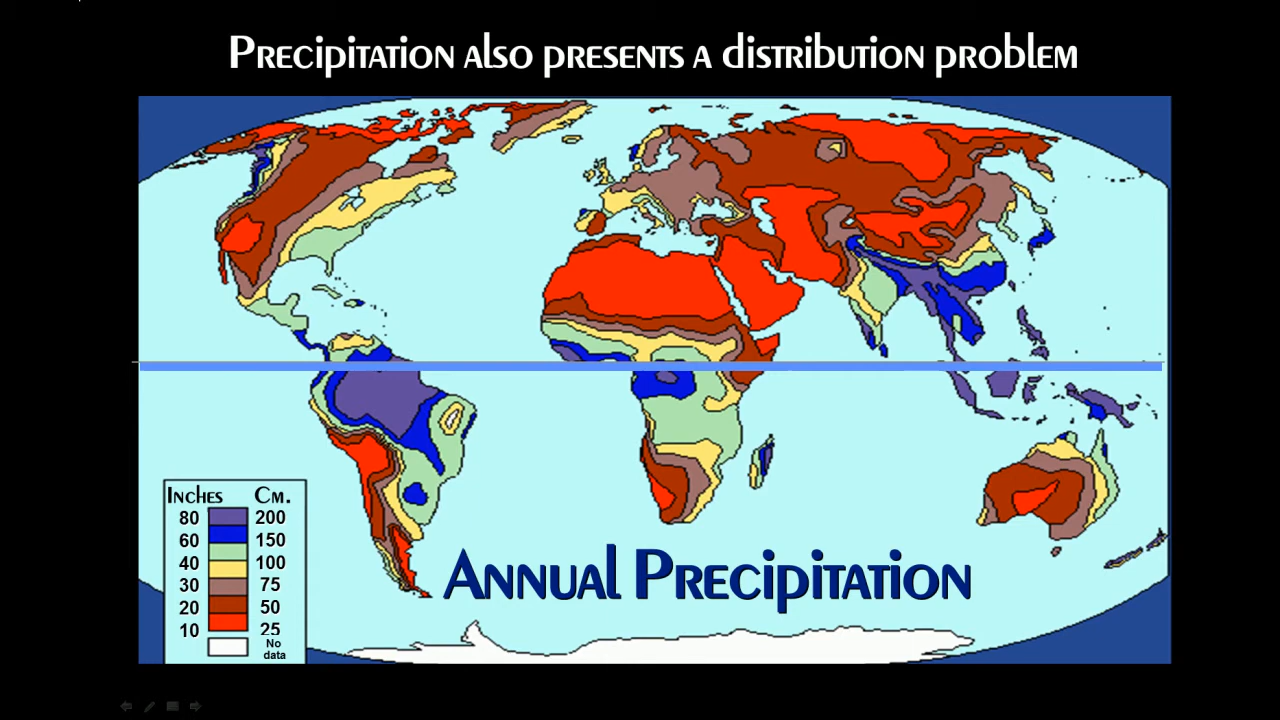 Precipitation also presents a distribution problem
Inches Cm.
80 200
60 150
40 100
30 75
20 50
10 25
No
data
Annual Precipitation